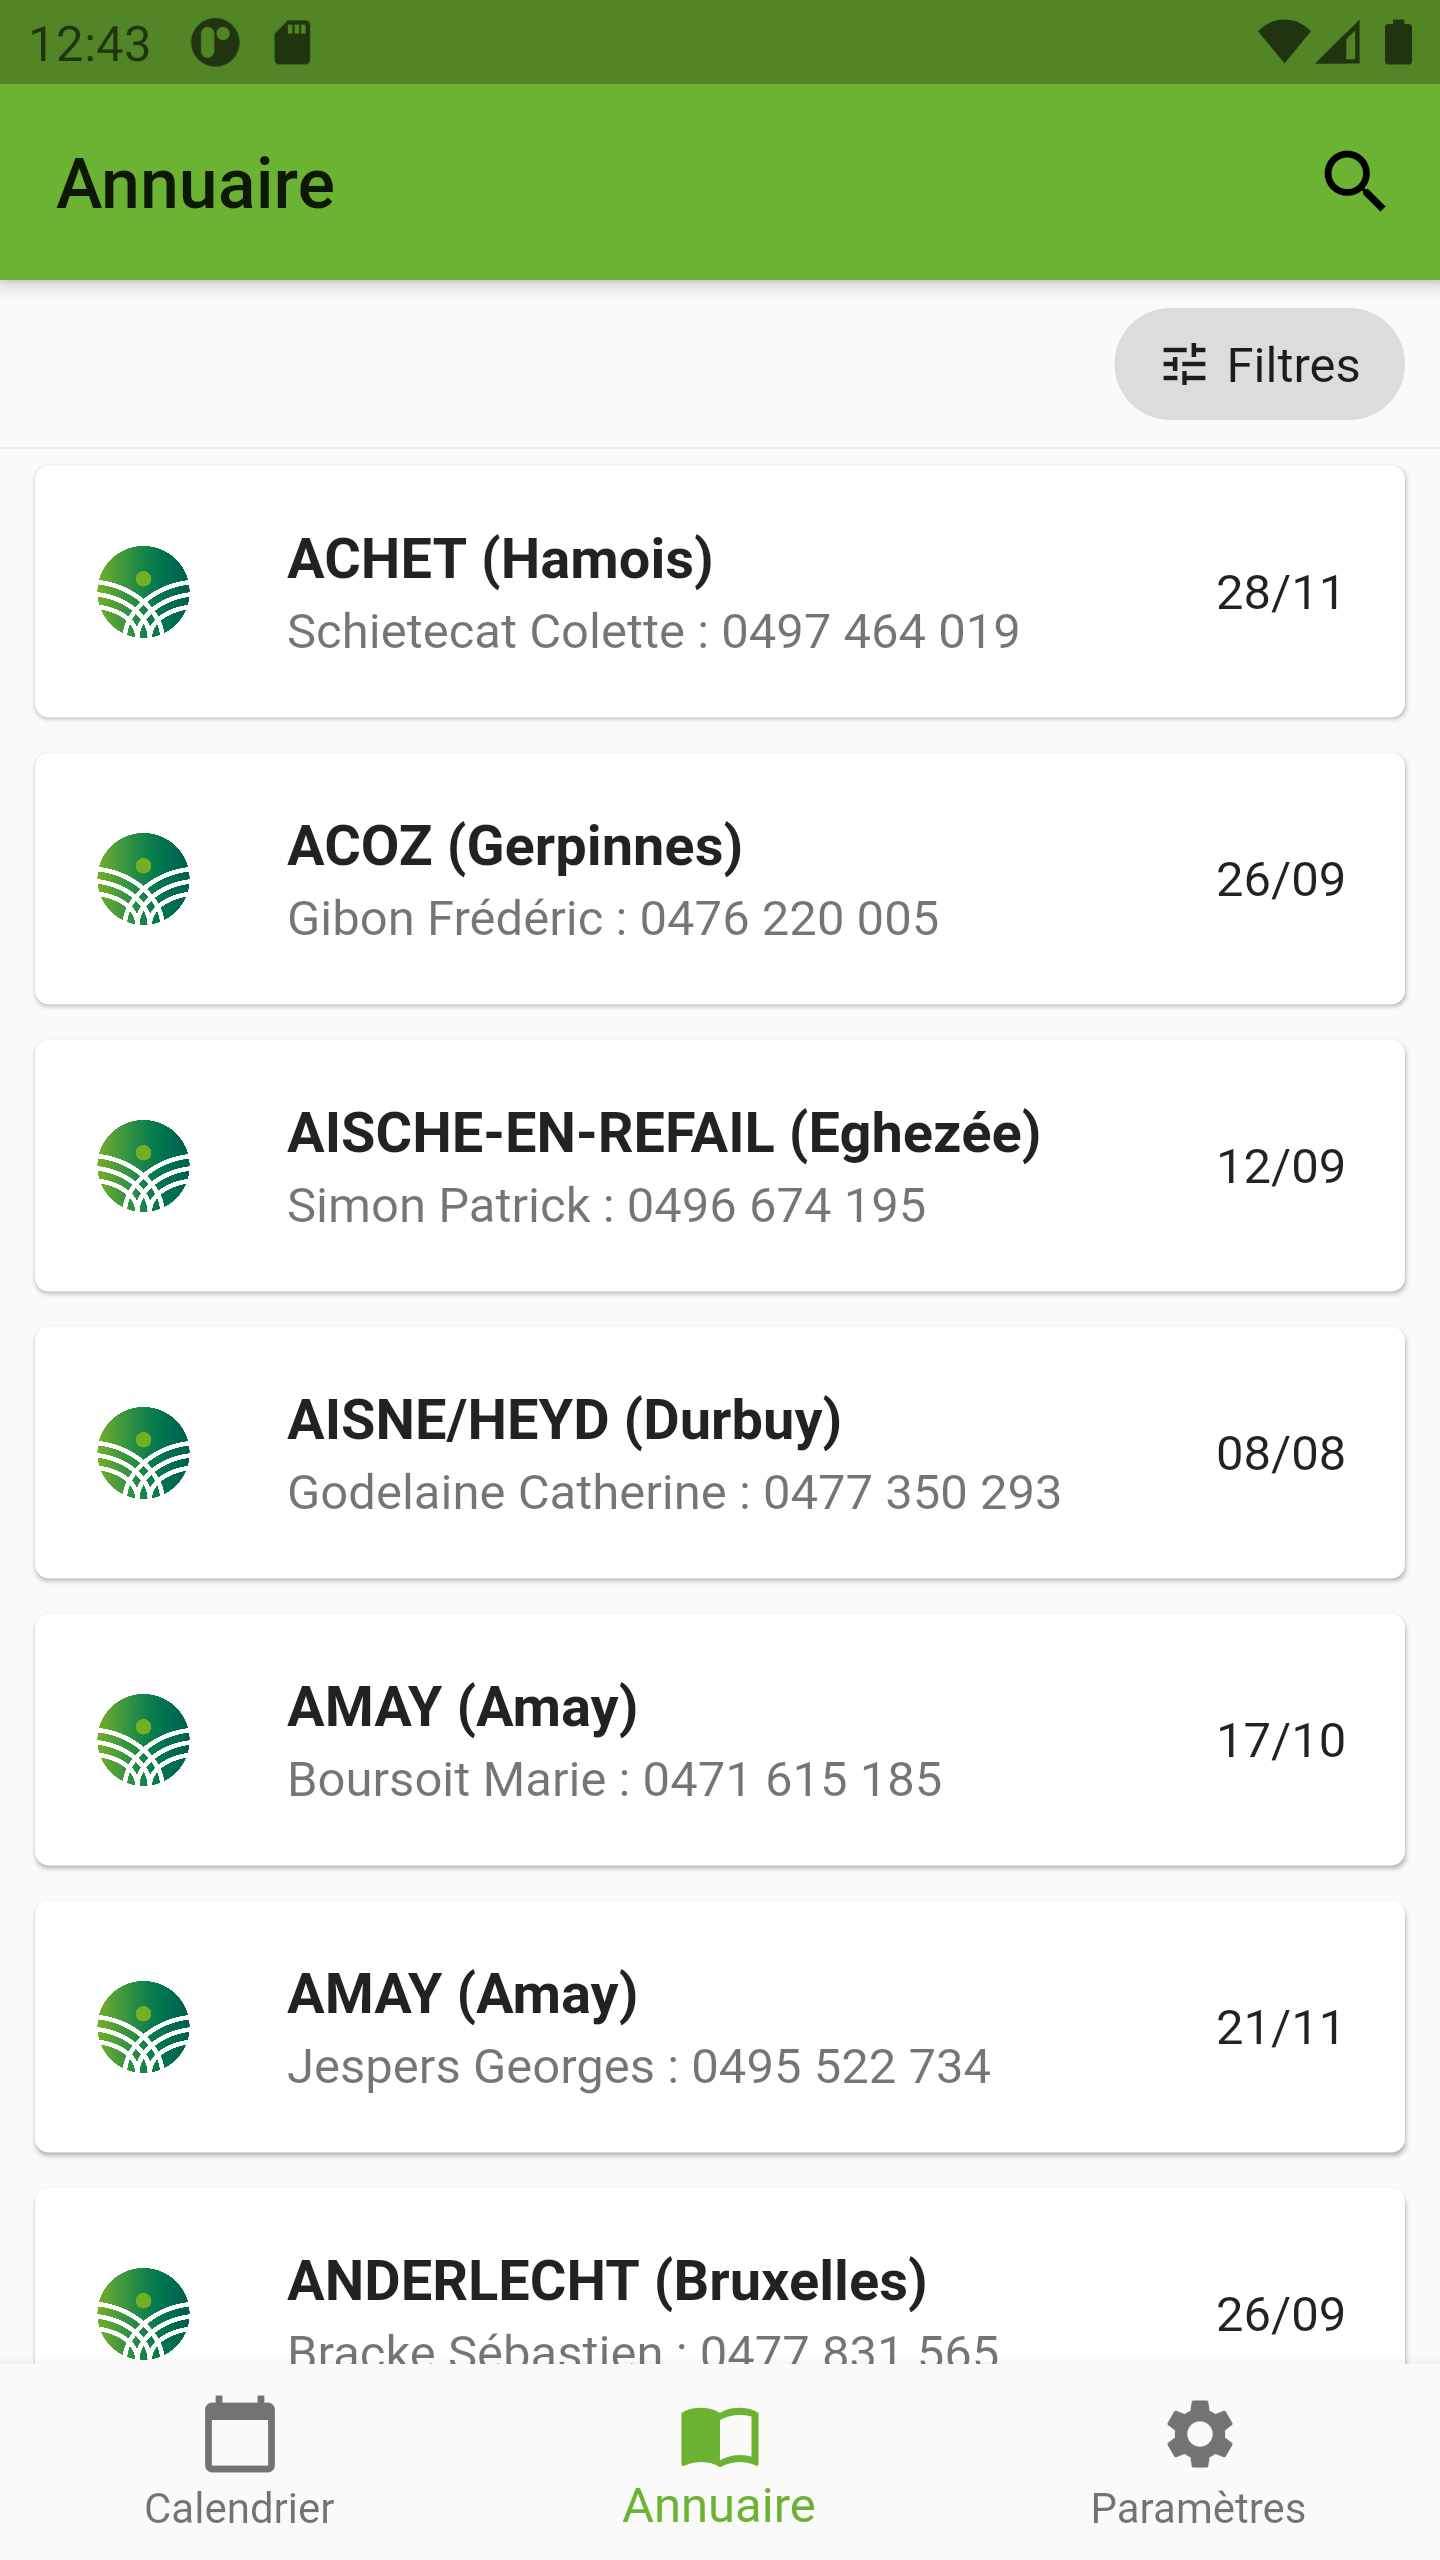 12:43
Annuaire
Filtres
ACHET (Hamois)
Schietecat Colette : 0497 464 019
28/11
ACOZ (Gerpinnes)
Gibon Frédéric : 0476 220 005
26/09
AISCHE-EN-REFAIL (Eghezée)
Simon Patrick : 0496 674 195
12/09
AISNE/HEYD (Durbuy)
Godelaine Catherine : 0477 350 293
08/08
AMAY (Amay)
Boursoit Marie : 0471 615 185
17/10
AMAY (Amay)
Jespers Georges : 0495 522 734
21/11
ANDERLECHT (Bruxelles)
Bracke Sébastien : 0477 831 565
26/09
Calendrier
Annuaire
Paramètres